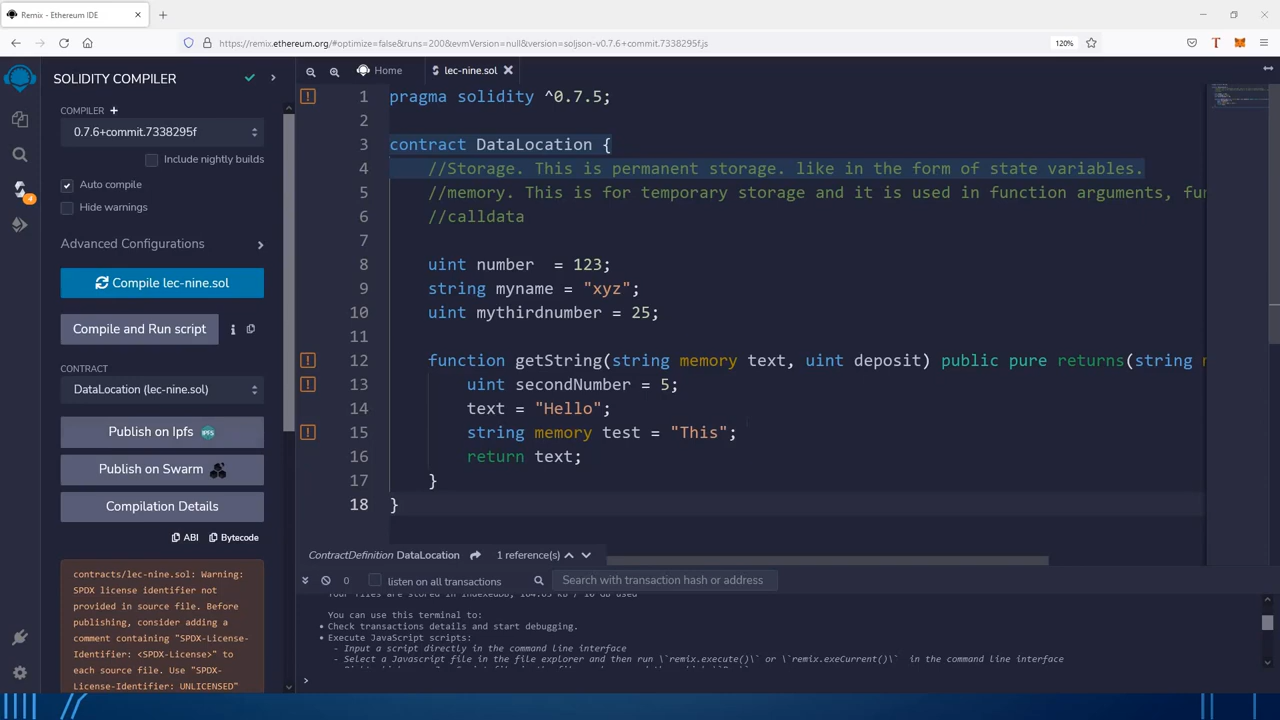 Remix - Ethereum IDE
https://remix.ethereum.org/#optimize=false&runs=200&evmVersion=null&version=soljson-v0.7.6+commit.7338295f.js
120%
SOLIDITY COMPILER
Home
lec-nine.sol
COMPILER
0.7.6+commit.7338295f
Include nightly builds
Auto compile
Hide warnings
Advanced Configurations
Compile lec-nine.sol
Compile and Run script
CONTRACT
DataLocation (lec-nine.sol)
Publish on Ipfs
Publish on Swarm
Compilation Details
ABI
Bytecode
contracts/lec-nine.sol: Warning:
SPDX license identifier not
provided in source file. Before
publishing, consider adding a
comment containing "SPDX-License-
Identifier: <SPDX-License>" to
each source file. Use "SPDX-
License-Identifier: UNLICENSED"
1 pragma solidity ^0.7.5;
2
3 contract DataLocation {
4 //Storage. This is permanent storage. like in the form of state variables.
5 //memory. This is for temporary storage and it is used in function arguments, fu
6 //calldata
7
8 uint number = 123;
9 string myname = "xyz";
10 uint mythirdnumber = 25;
11
12 function getString(string memory text, uint deposit) public pure returns(string
13 uint secondNumber = 5;
14 text = "Hello";
15 string memory test = "This";
16 return text;
17 }
18 }
ContractDefinition DataLocation 1 reference(s)
0 listen on all transactions Search with transaction hash or address
You can use this terminal to:
Check transactions details and start debugging.
Execute JavaScript scripts:
- Input a script directly in the command line interface
- Select a Javascript file in the file explorer and then run \`remix.execute()\` or \`remix.exeCurrent()\` in the command line interface
>